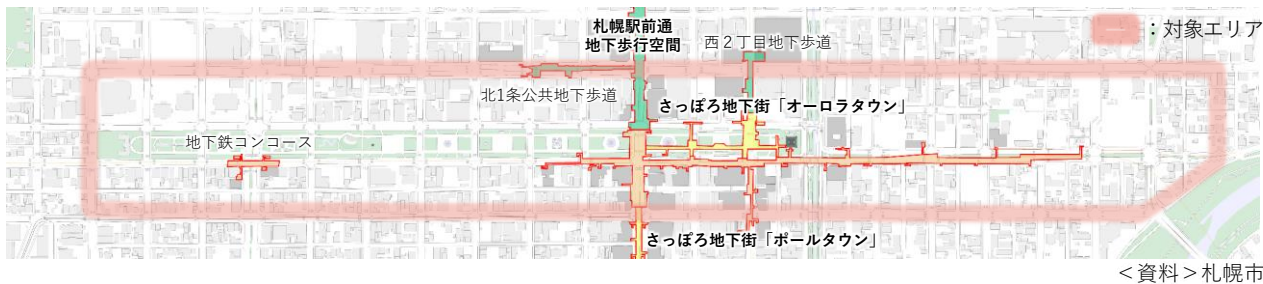 札幌駅前通
地下歩行空間
西２丁目地下歩道
：対象エリア
北1条公共地下歩道
さっぽろ地下街「オーロラタウン」
地下鉄コンコース
さっぽろ地下街「ポールタウン」
＜資料＞札幌市